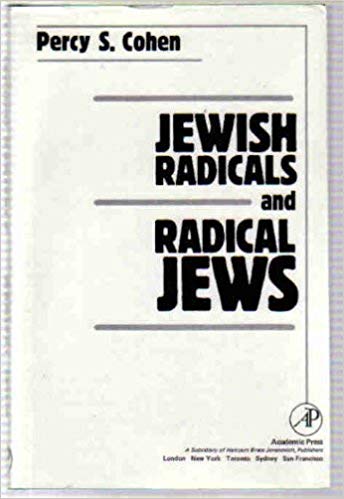 Percy S. Cohen
JEWISH
RADICALS
and
RADICAL
JEWS
AP
Academic Press
A Subsidiary of Harcourt Brace Jovanovich, Publishers
London New York Toronto Sydney San Francisco